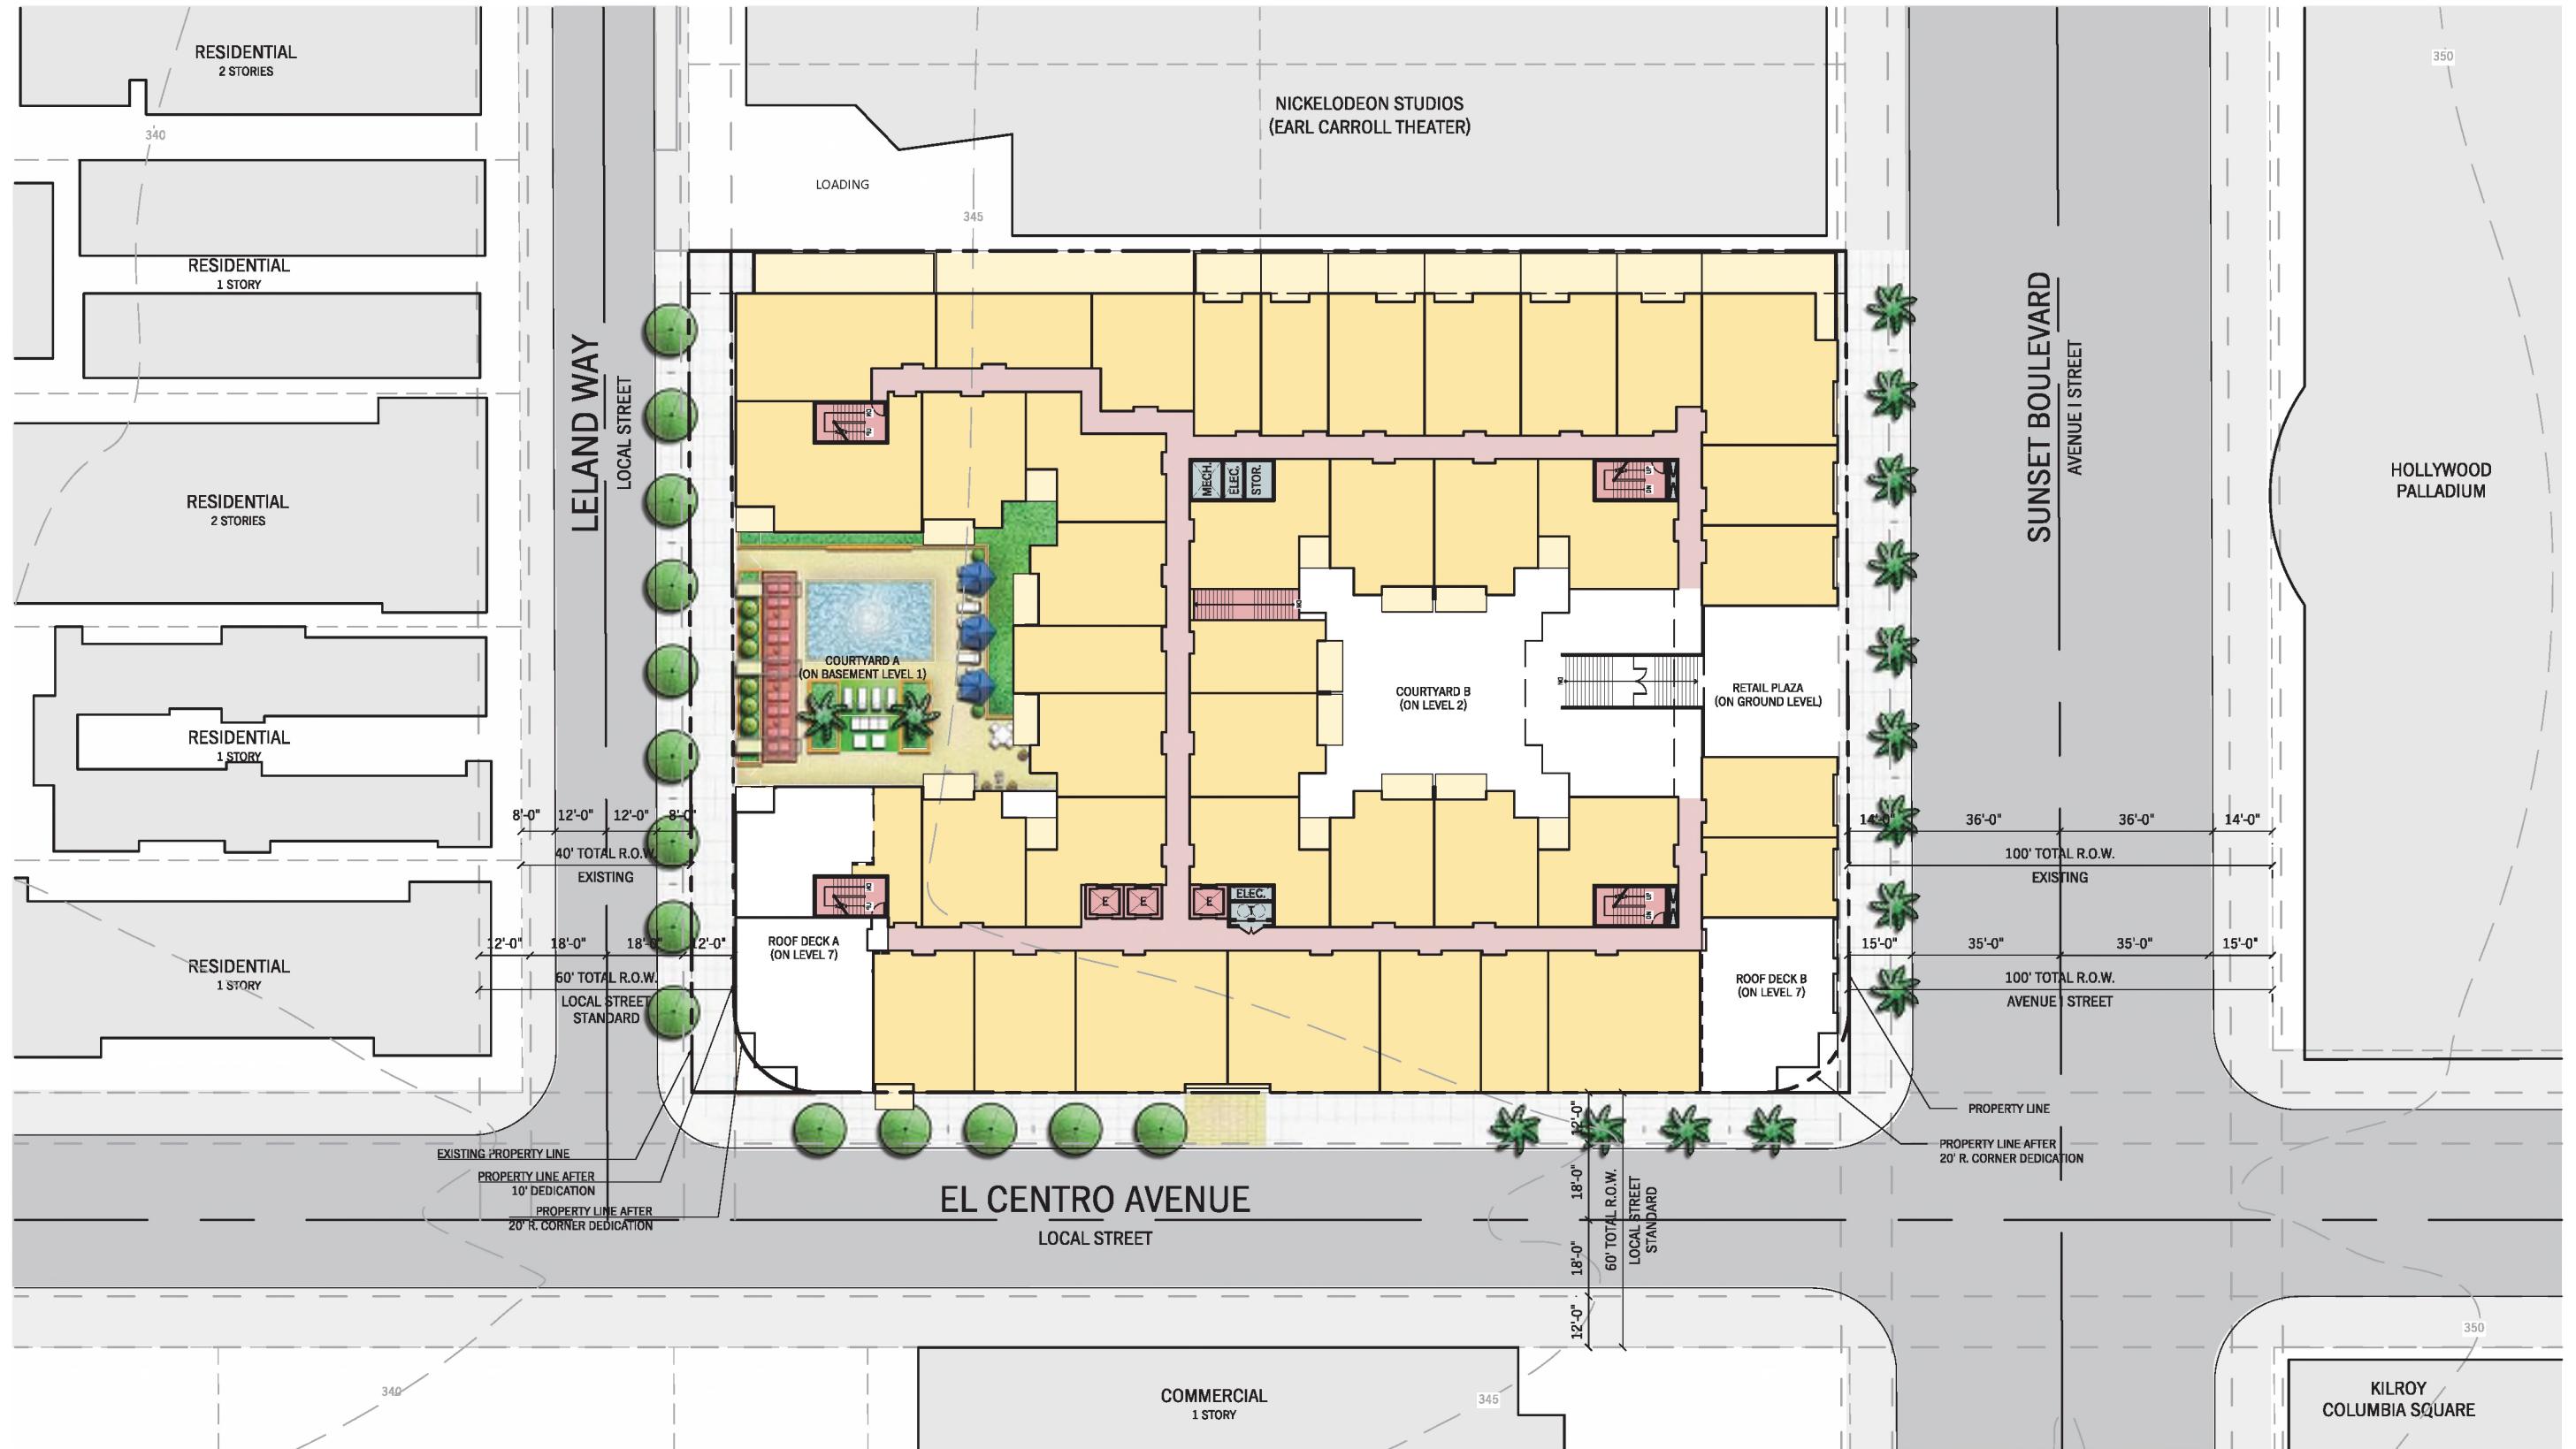 RESIDENTIAL
2 STORIES
340
RESIDENTIAL
1 STORY
RESIDENTIAL
2 STORIES
RESIDENTIAL
1 STORY
RESIDENTIAL
1 STORY
LELAND WAY
LOCAL STREET
8'-0" 12'-0" 12'-0" 8'-0"
40' TOTAL R.O.W.
EXISTING
12'-0" 18'-0" 18'-0" 12'-0"
60' TOTAL R.O.W.
LOCAL STREET
STANDARD
EXISTING PROPERTY LINE
PROPERTY LINE AFTER
10' DEDICATION
PROPERTY LINE AFTER
20' R. CORNER DEDICATION
NICKELODEON STUDIOS
(EARL CARROLL THEATER)
LOADING
345
MECH.
ELEC.
STOR.
UP
DN
COURTYARD A
(ON BASEMENT LEVEL 1)
COURTYARD B
(ON LEVEL 2)
RETAIL PLAZA
(ON GROUND LEVEL)
E
E
E
ELEC.
T
ROOF DECK A
(ON LEVEL 7)
ROOF DECK B
(ON LEVEL 7)
SUNSET BOULEVARD
AVENUE I STREET
350
HOLLYWOOD
PALLADIUM
14'-0" 36'-0" 36'-0" 14'-0"
100' TOTAL R.O.W.
EXISTING
15'-0" 35'-0" 35'-0" 15'-0"
100' TOTAL R.O.W.
AVENUE I STREET
PROPERTY LINE
PROPERTY LINE AFTER
20' R. CORNER DEDICATION
EL CENTRO AVENUE
LOCAL STREET
12'-0"
18'-0"
18'-0"
12'-0"
60' TOTAL R.O.W.
LOCAL STREET
STANDARD
340
COMMERCIAL
1 STORY
345
350
KILROY
COLUMBIA SQUARE